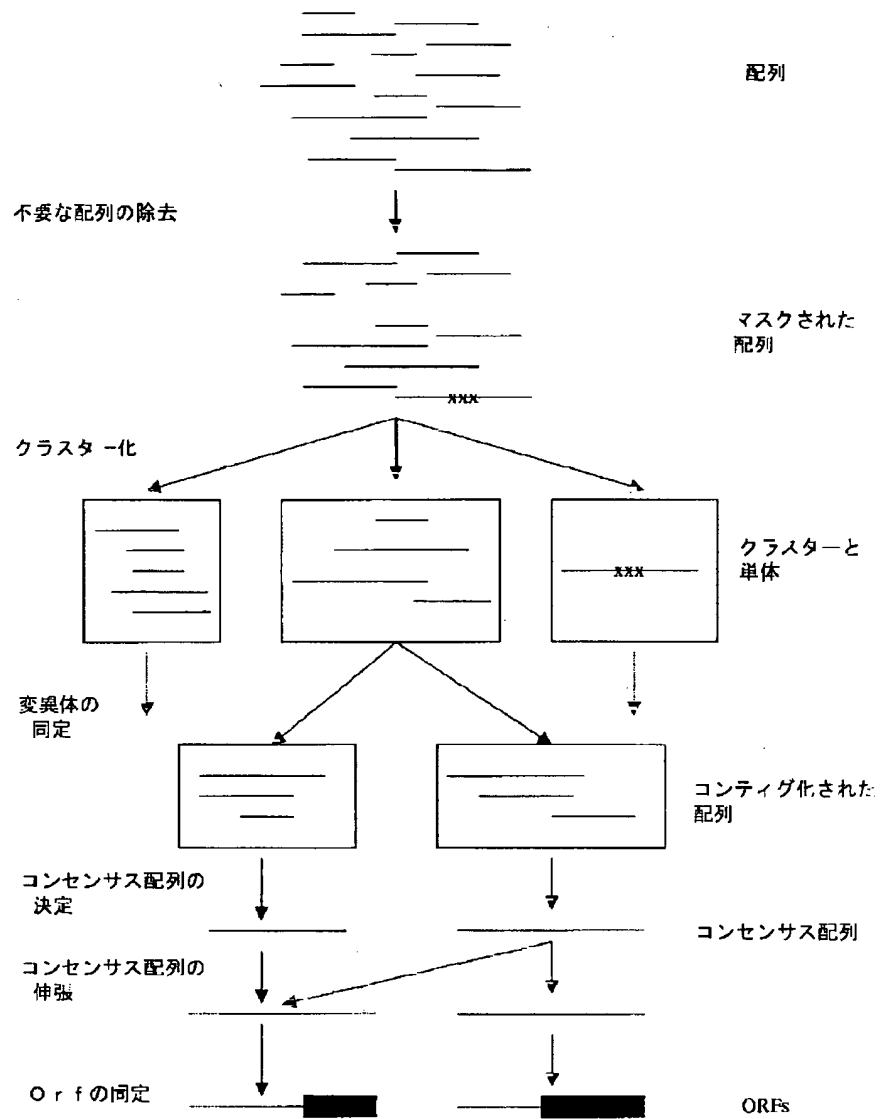 配列
不要な配列の除去
マスクされた
配列
xxx
クラスター化
クラスターと
単体
xxx
変異体の
同定
コンティグ化された
配列
コンセンサス配列の
決定
コンセンサス配列
コンセンサス配列の
伸張
Orfの同定
ORFs